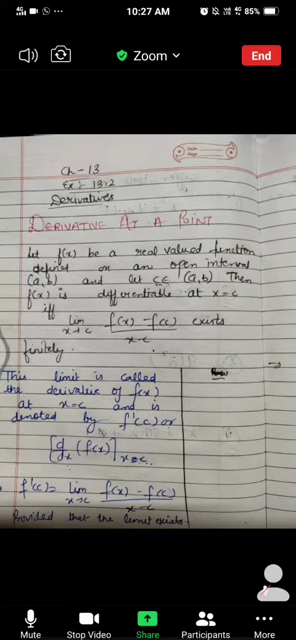 4G 10:27 AM 4G 85%
Zoom
End
Ch - 13
Ex:- 13.2
Derivatives
DERIVATIVE AT A POINT
Let f(x) be a real valued function
defined on an open interval
(a,b) and let c∈ (a,b) Then
f(x) is differentiable at x=c
iff lim x→c f(x) - f(c) / x-c exists
finitely.
This limit is called
the derivative of f(x)
at x=c and is
denoted by f'(c) or
[d/dx (f(x)]x=c.
f'(c) = lim x→c f(x) - f(c) / x-c
Provided that the limit exists.
Mute
Stop Video
Share
Participants
More